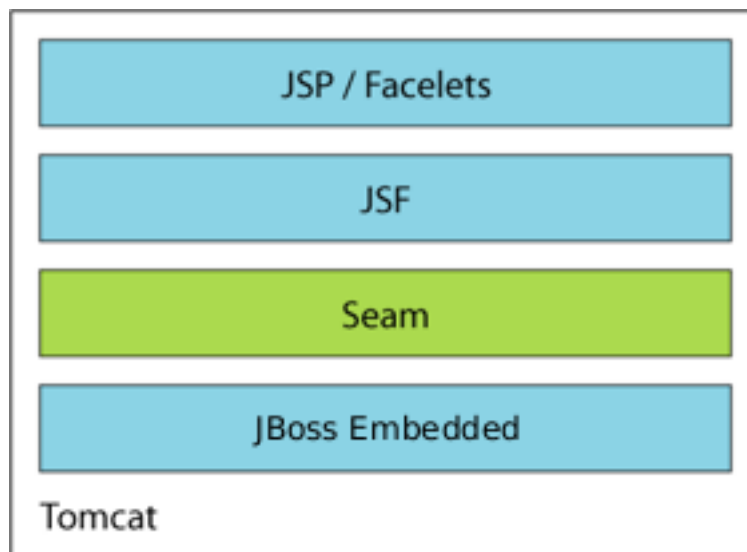 JSP / Facelets
JSF
Seam
JBoss Embedded
Tomcat